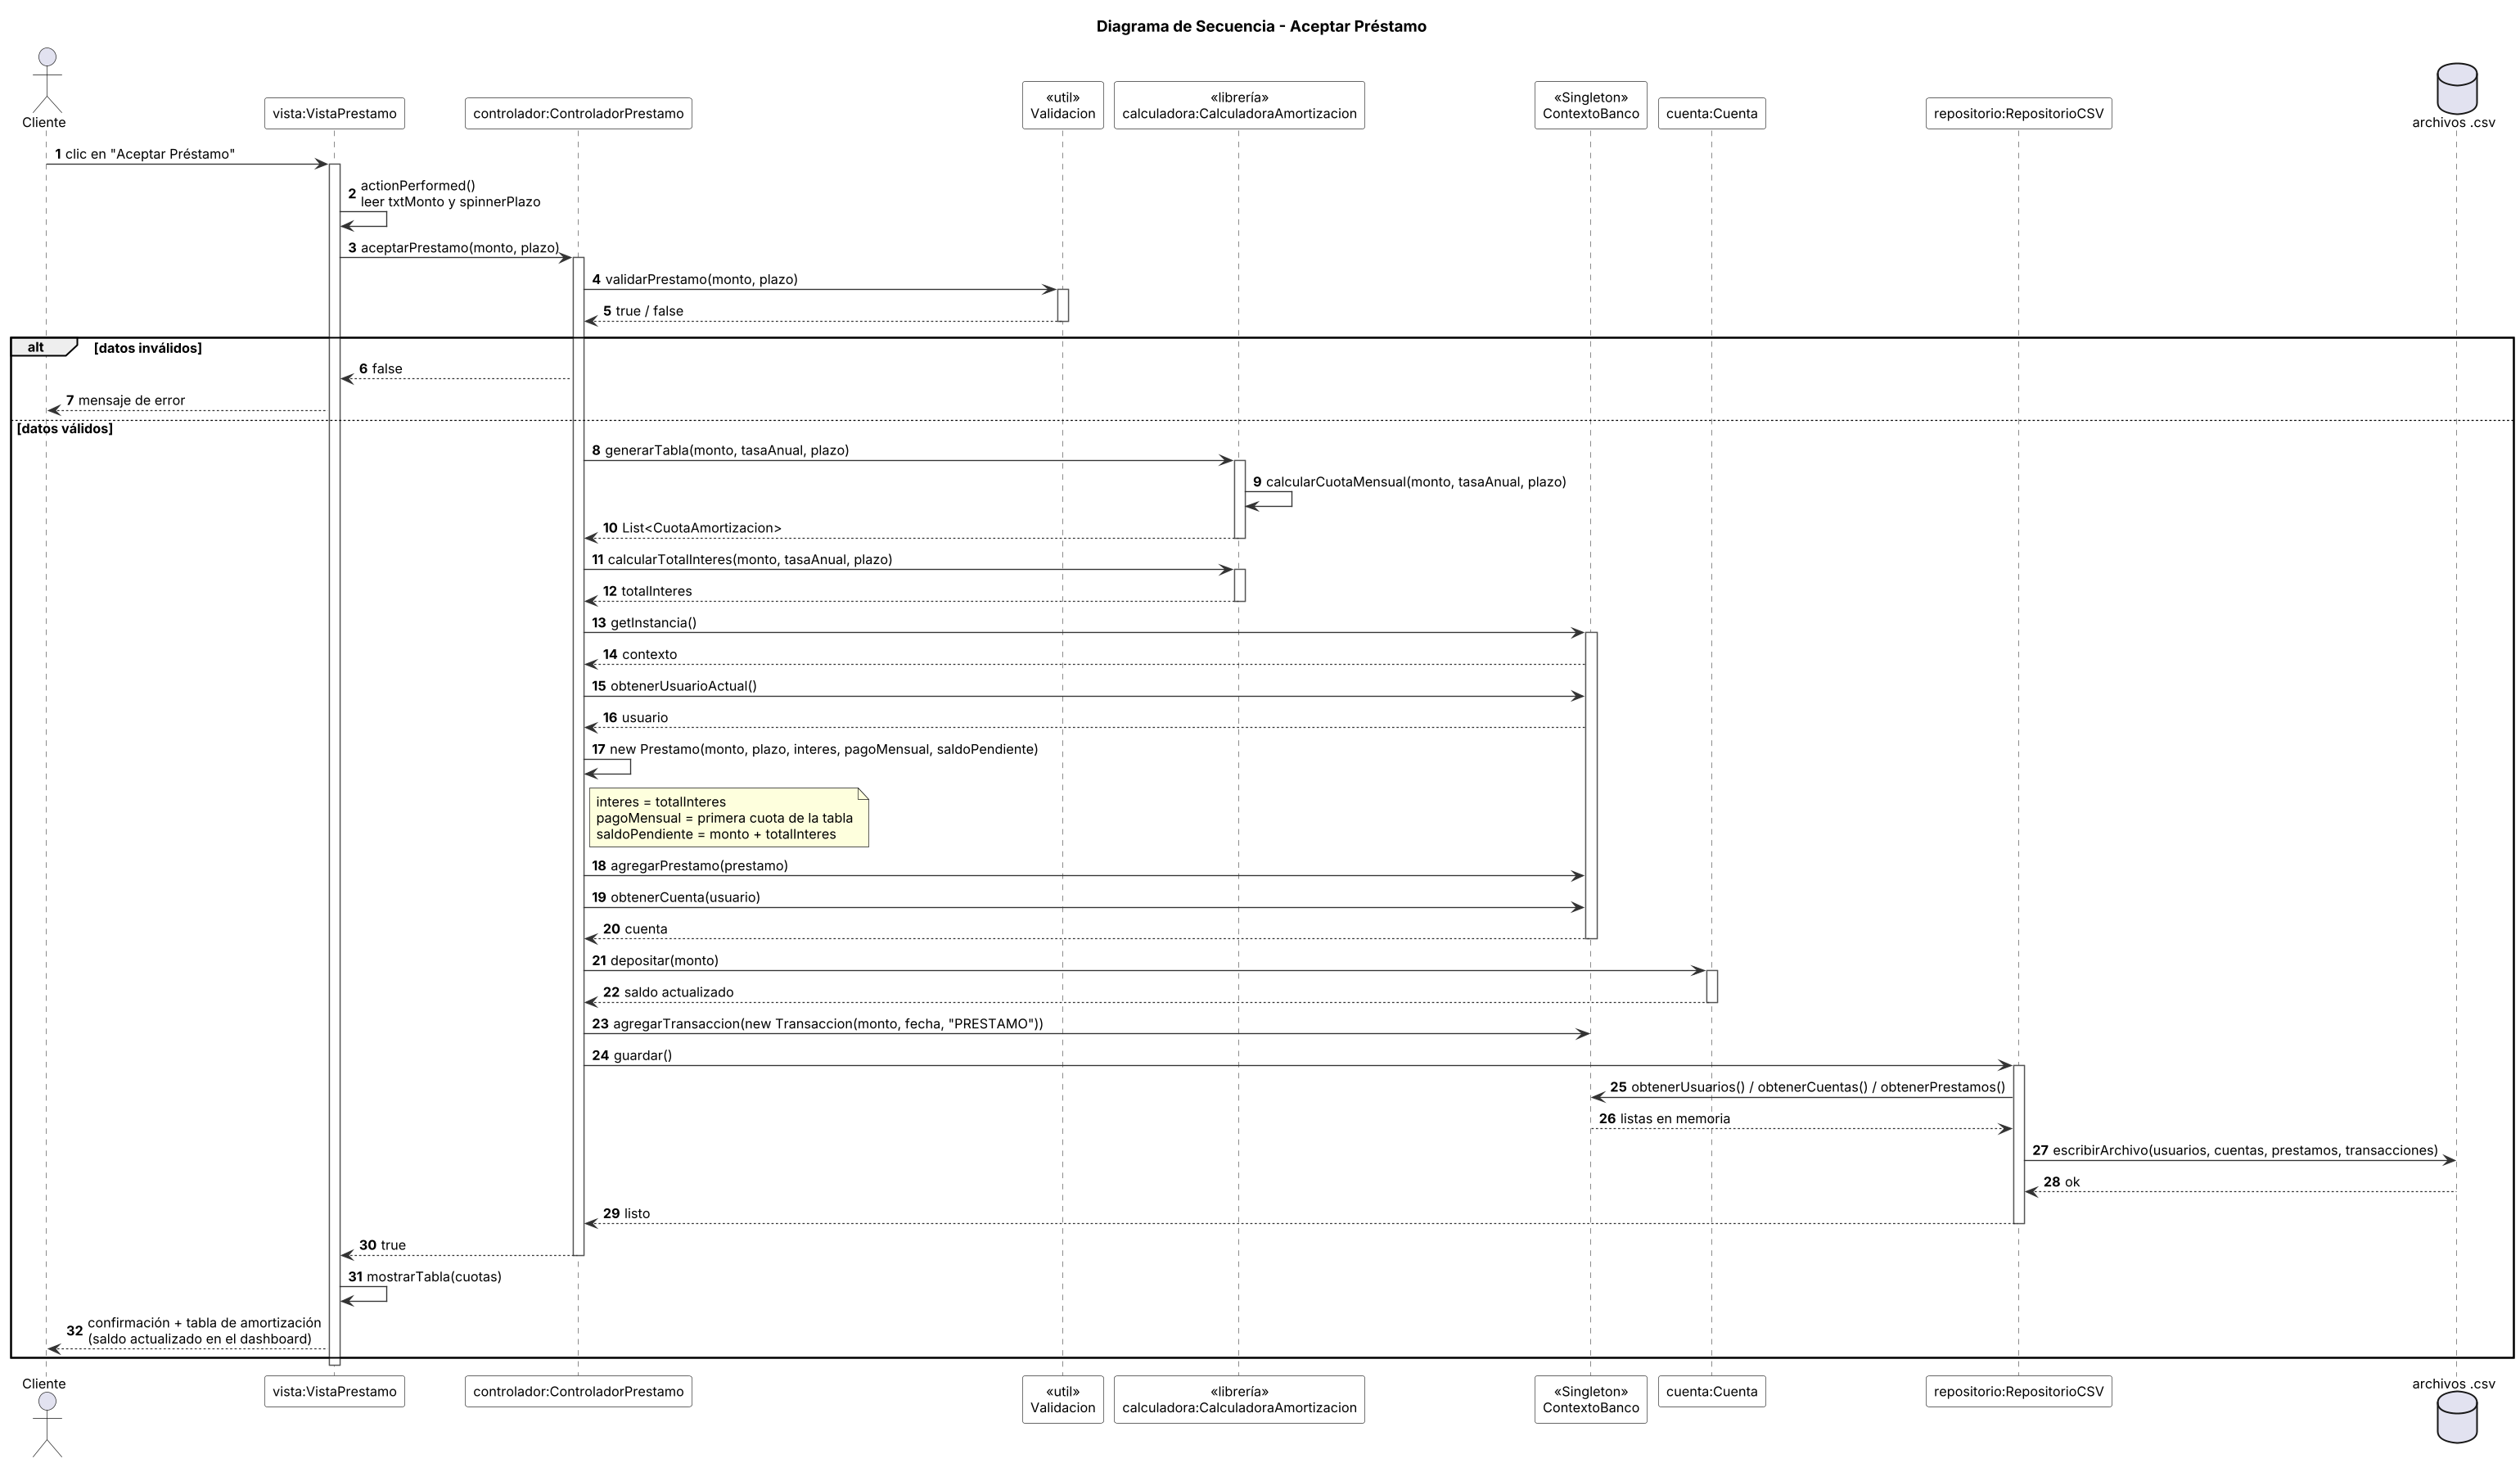 Diagrama de Secuencia - Aceptar Préstamo
Cliente
vista:VistaPrestamo
controlador:ControladorPrestamo
«util»
Validacion
«librería»
calculadora:CalculadoraAmortizacion
«Singleton»
ContextoBanco
cuenta:Cuenta
repositorio:RepositorioCSV
archivos .csv
1 clic en "Aceptar Préstamo"
2 actionPerformed()
leer txtMonto y spinnerPlazo
3 aceptarPrestamo(monto, plazo)
4 validarPrestamo(monto, plazo)
5 true / false
alt [datos inválidos]
6 false
7 mensaje de error
[datos válidos]
8 generarTabla(monto, tasaAnual, plazo)
9 calcularCuotaMensual(monto, tasaAnual, plazo)
10 List<CuotaAmortizacion>
11 calcularTotalInteres(monto, tasaAnual, plazo)
12 totalInteres
13 getInstancia()
14 contexto
15 obtenerUsuarioActual()
16 usuario
17 new Prestamo(monto, plazo, interes, pagoMensual, saldoPendiente)
interes = totalInteres
pagoMensual = primera cuota de la tabla
saldoPendiente = monto + totalInteres
18 agregarPrestamo(prestamo)
19 obtenerCuenta(usuario)
20 cuenta
21 depositar(monto)
22 saldo actualizado
23 agregarTransaccion(new Transaccion(monto, fecha, "PRESTAMO"))
24 guardar()
25 obtenerUsuarios() / obtenerCuentas() / obtenerPrestamos()
26 listas en memoria
27 escribirArchivo(usuarios, cuentas, prestamos, transacciones)
28 ok
29 listo
30 true
31 mostrarTabla(cuotas)
32 confirmación + tabla de amortización
(saldo actualizado en el dashboard)
Cliente
vista:VistaPrestamo
controlador:ControladorPrestamo
«util»
Validacion
«librería»
calculadora:CalculadoraAmortizacion
«Singleton»
ContextoBanco
cuenta:Cuenta
repositorio:RepositorioCSV
archivos .csv